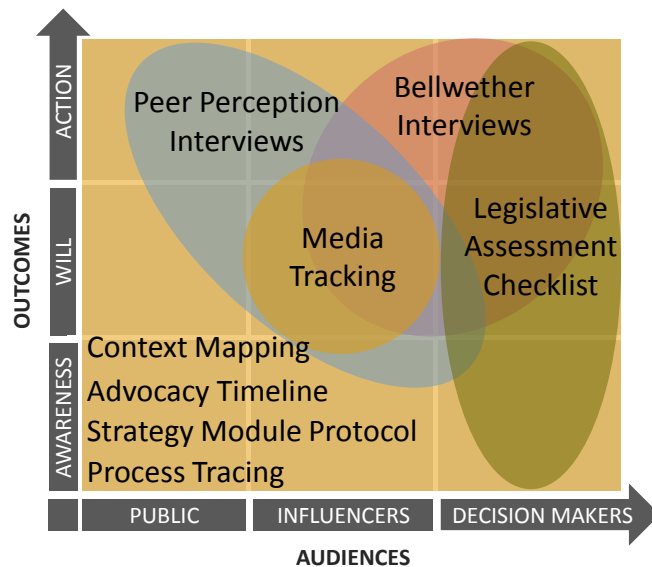 ACTION
WILL
AWARENESS
OUTCOMES
Peer Perception
Interviews
Bellwether
Interviews
Media
Tracking
Legislative
Assessment
Checklist
Context Mapping
Advocacy Timeline
Strategy Module Protocol
Process Tracing
PUBLIC
INFLUENCERS
DECISION MAKERS
AUDIENCES